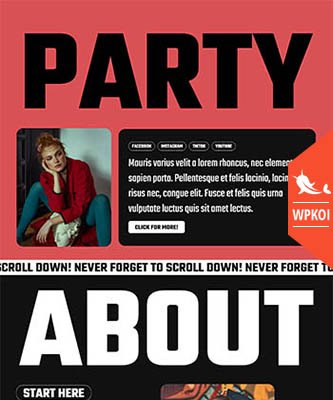 PARTY
FACEBOOK INSTAGRAM TIKTOK YOUTUBE
Mauris varius velit a lorem rhoncus, nec elementum
sapien porta. Pellentesque et felis lacinia, lacinia
risus nec, congue elit. Fusce et felis quis urna
vulputate luctus quis sit amet lectus.
CLICK FOR MORE!
WPKOI
SCROLL DOWN! NEVER FORGET TO SCROLL DOWN! NEVER FORGET TO
ABOUT
START HERE